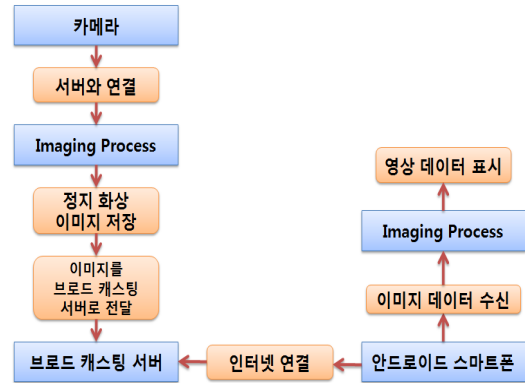 카메라
서버와 연결
Imaging Process
정지 화상
이미지 저장
이미지를
브로드 캐스팅
서버로 전달
브로드 캐스팅 서버
인터넷 연결
안드로이드 스마트폰
이미지 데이터 수신
Imaging Process
영상 데이터 표시